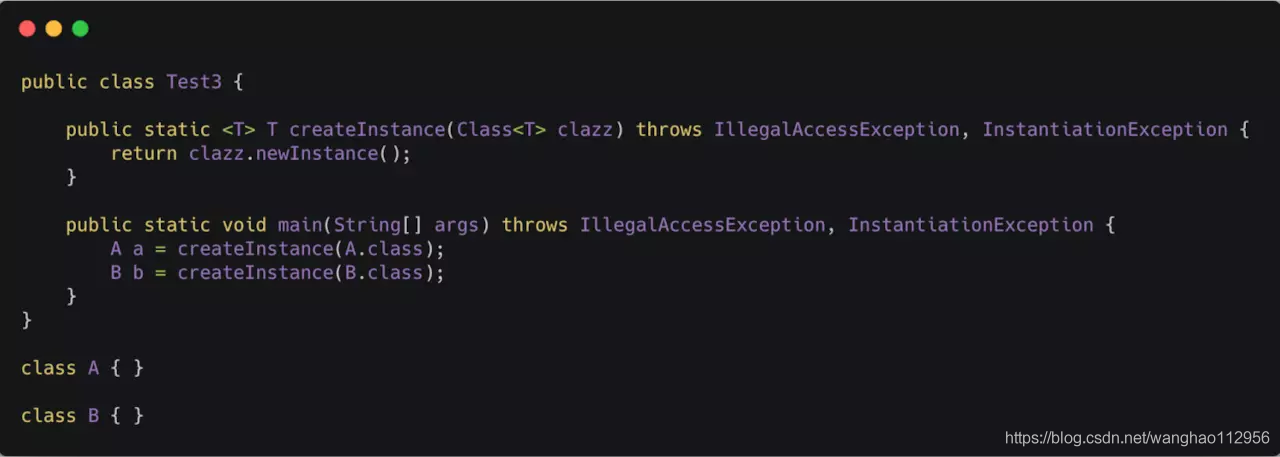 public class Test3 {
public static <T> T createInstance(Class<T> clazz) throws IllegalAccessException, InstantiationException {
return clazz.newInstance();
}
public static void main(String[] args) throws IllegalAccessException, InstantiationException {
A a = createInstance(A.class);
B b = createInstance(B.class);
}
}
class A { }
class B { }
https://blog.csdn.net/wanghao112956